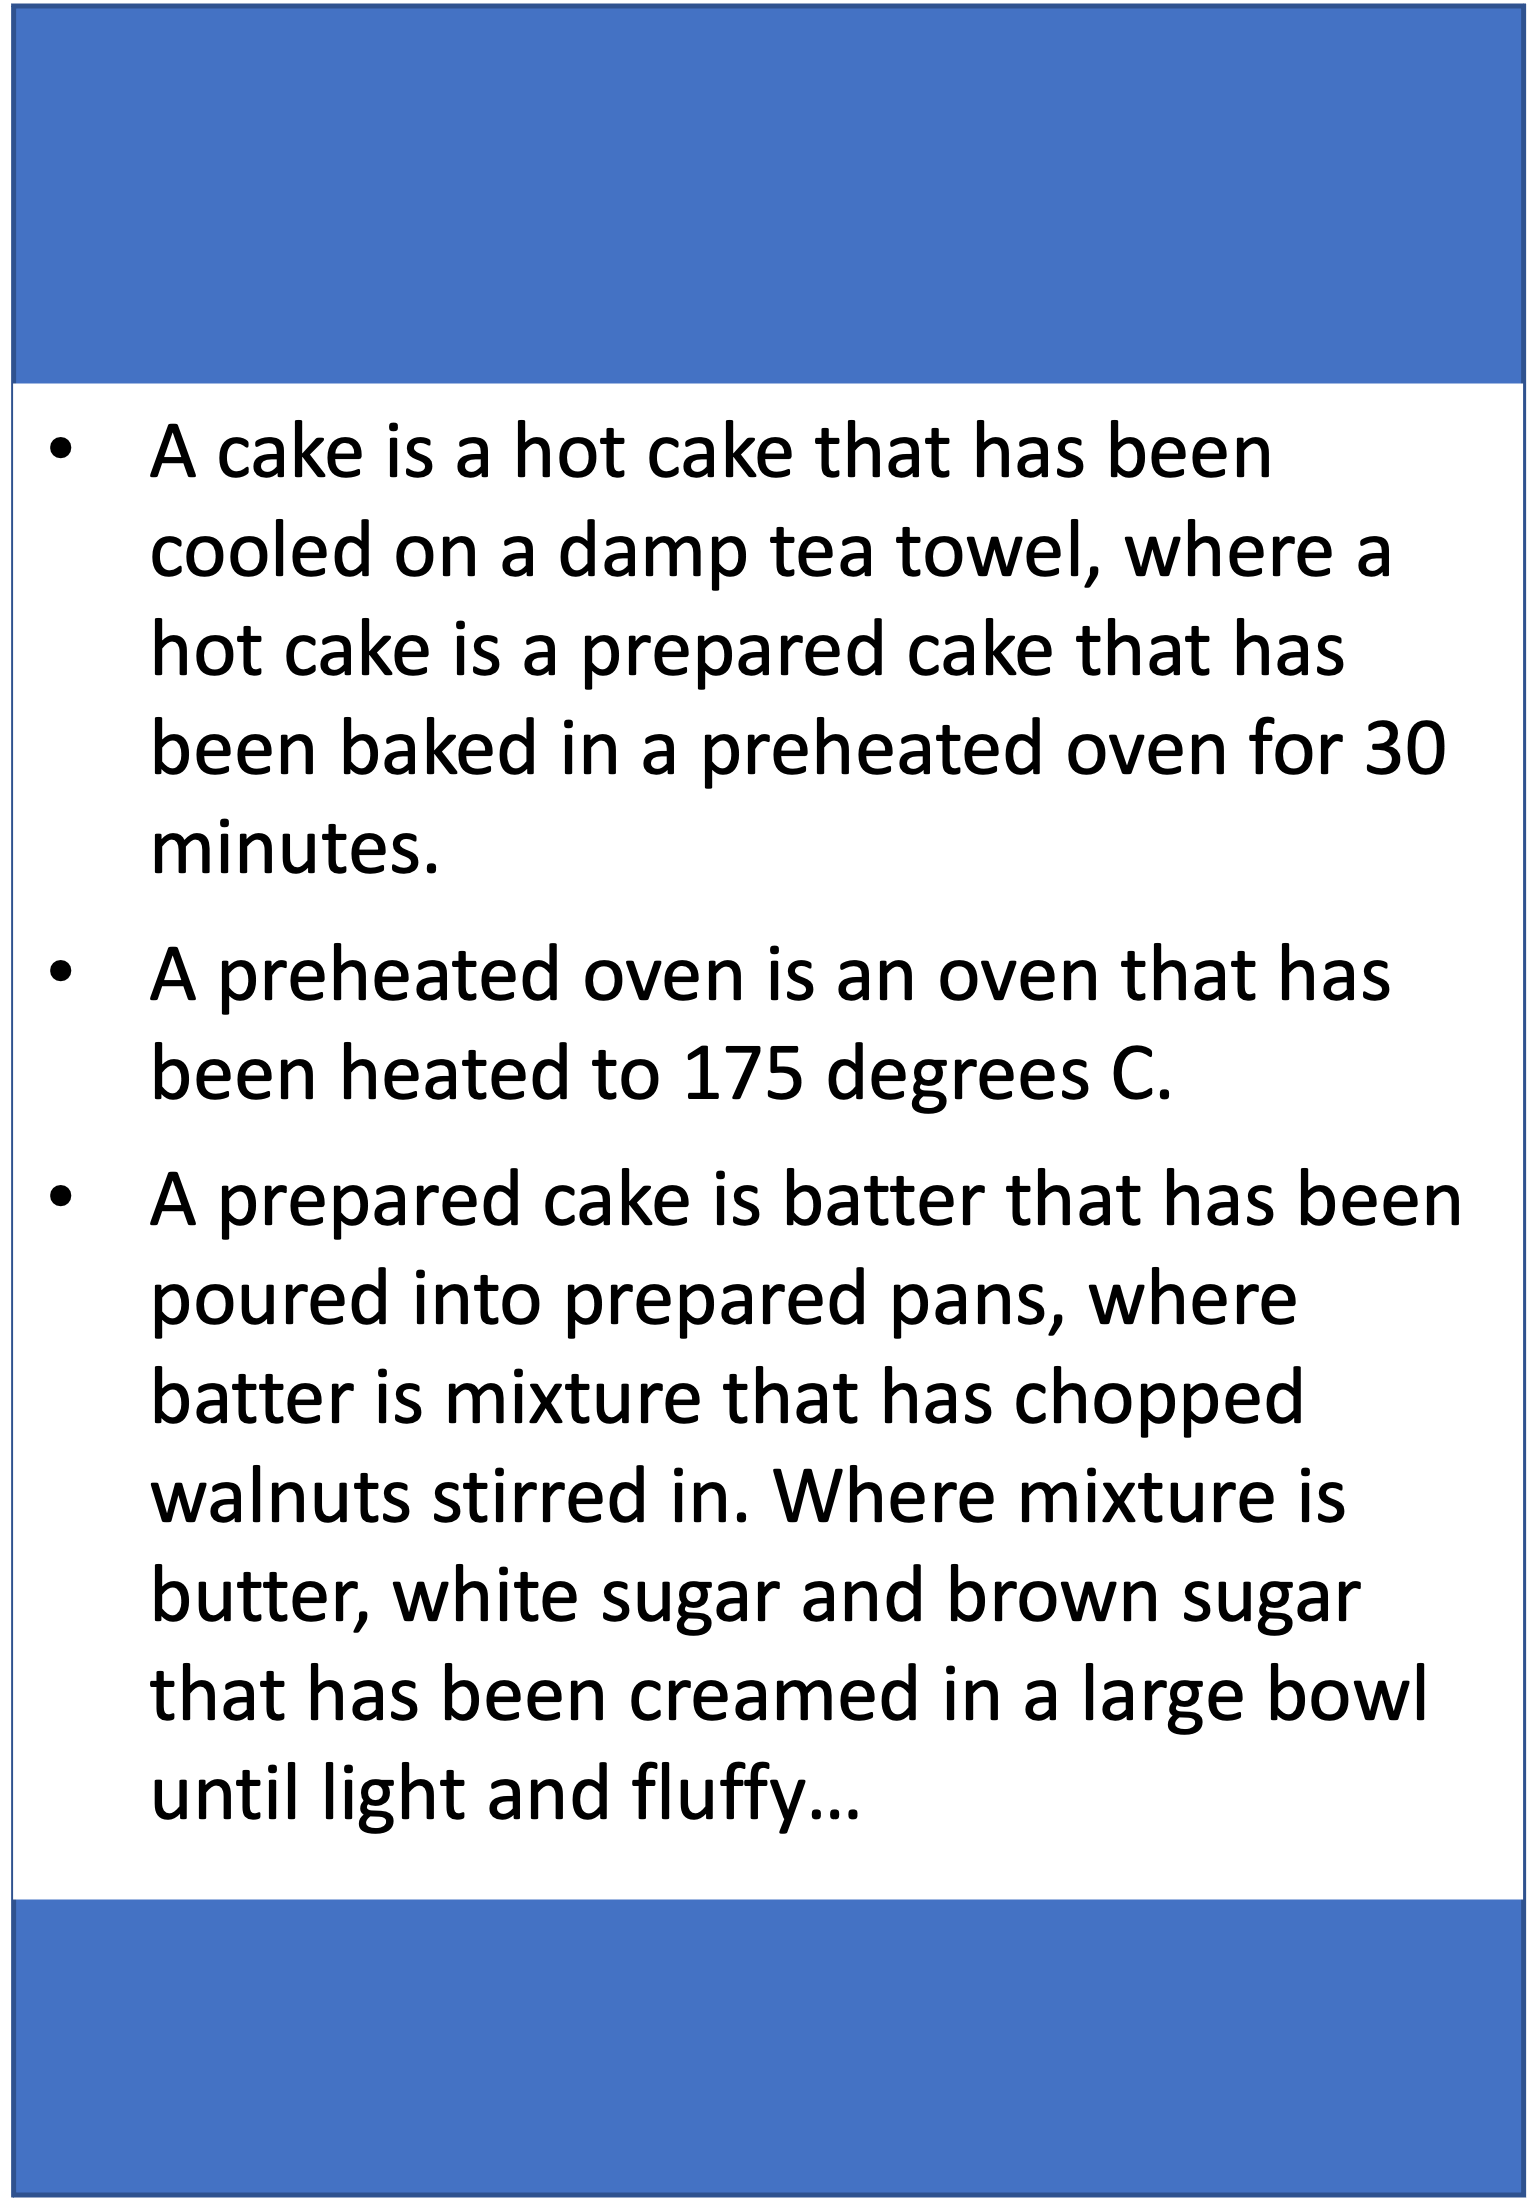 • A cake is a hot cake that has been
cooled on a damp tea towel, where a
hot cake is a prepared cake that has
been baked in a preheated oven for 30
minutes.
• A preheated oven is an oven that has
been heated to 175 degrees C.
• A prepared cake is batter that has been
poured into prepared pans, where
batter is mixture that has chopped
walnuts stirred in. Where mixture is
butter, white sugar and brown sugar
that has been creamed in a large bowl
until light and fluffy...